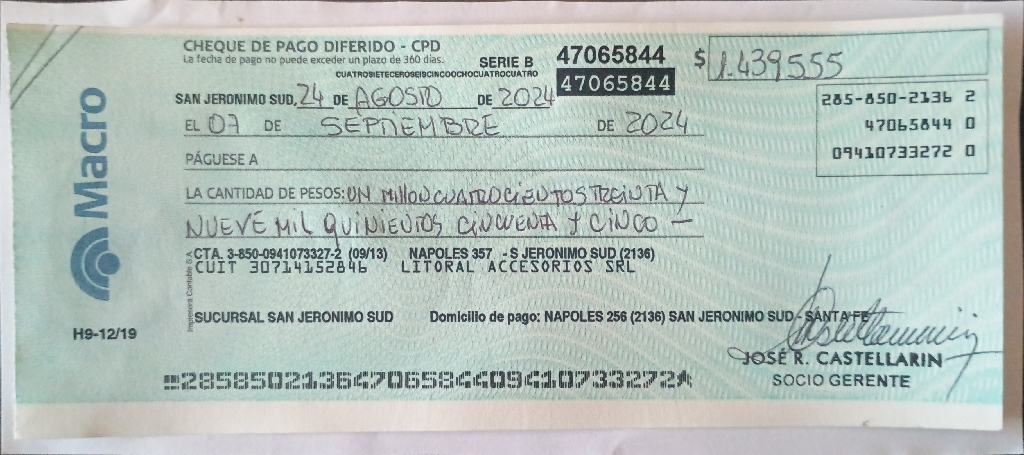 CHEQUE DE PAGO DIFERIDO - CPD
La fecha de pago no puede exceder un plazo de 360 días.
SERIE B 47065844
CUATROSIETECEROSEISCINCOOCHOCUATROCUATRO
47065844
$ 1.439555
SAN JERONIMO SUD, 24 DE AGOSTO DE 2024
EL 07 DE SEPTIEMBRE DE 2024
285-850-2136 2
47065844 0
09410733272 0
PÁGUESE A
LA CANTIDAD DE PESOS: UN MILLON CUATROCIENTOS TREINTA Y
NUEVE MIL QUINIENTOS CINCUENTA Y CINCO —
CTA. 3-850-0941073327-2 (09/13) NAPOLES 357 - S JERONIMO SUD (2136)
CUIT 30714152846 LITORAL ACCESORIOS SRL
SUCURSAL SAN JERONIMO SUD Domicilio de pago: NAPOLES 256 (2136) SAN JERONIMO SUD - SANTA FE
Macro
H9-12/19
Impresora Contable S.A.
JOSÉ R. CASTELLARIN
SOCIO GERENTE
28585021364706584409410733272